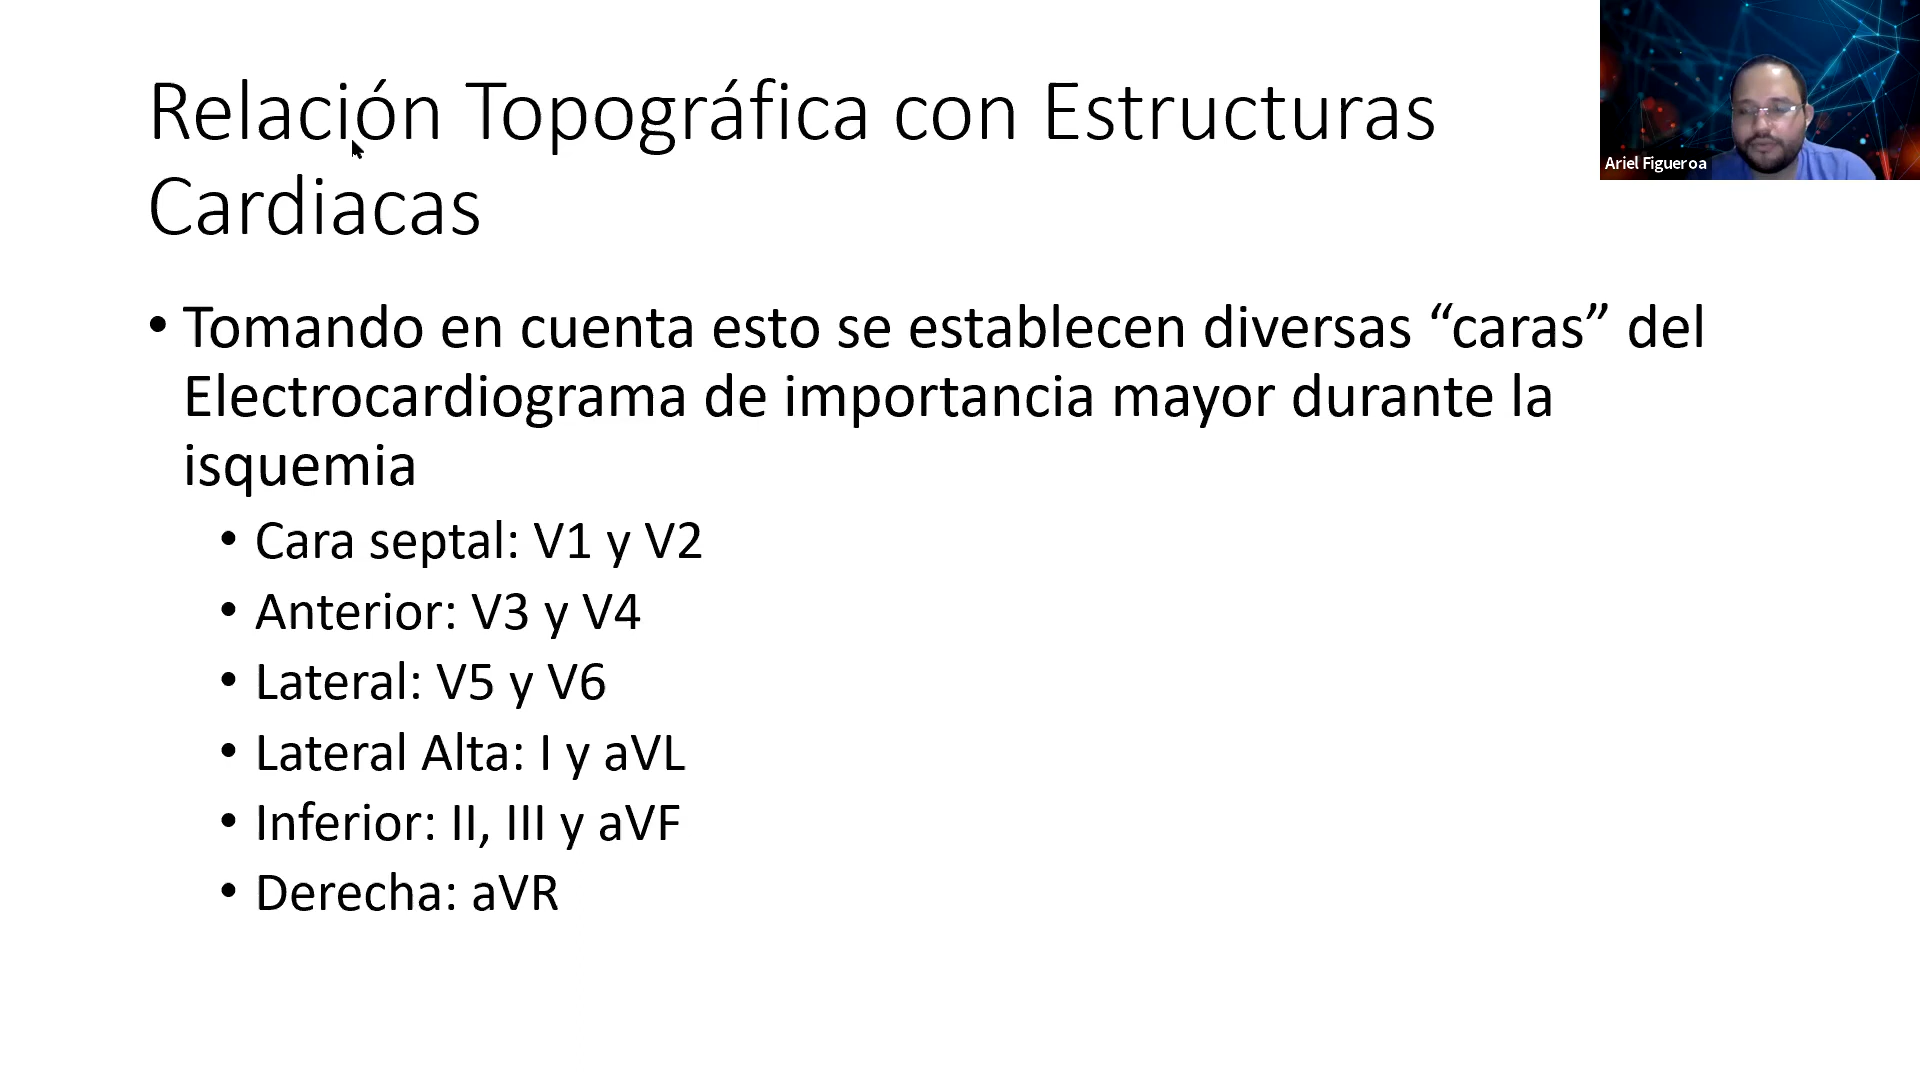 Relación Topográfica con Estructuras
Cardiacas
Ariel Figueroa
• Tomando en cuenta esto se establecen diversas “caras” del
Electrocardiograma de importancia mayor durante la
isquemia
• Cara septal: V1 y V2
• Anterior: V3 y V4
• Lateral: V5 y V6
• Lateral Alta: I y aVL
• Inferior: II, III y aVF
• Derecha: aVR